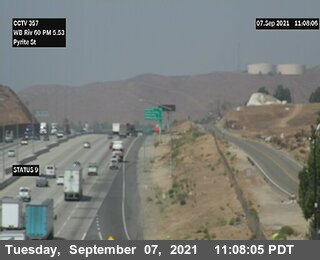 CCTV 357
WB Riv 60 PM 5.53
Pyrite St
07.Sep 2021 11:08:06
STATUS 9
Tuesday, September 07, 2021 11:08:05 PDT